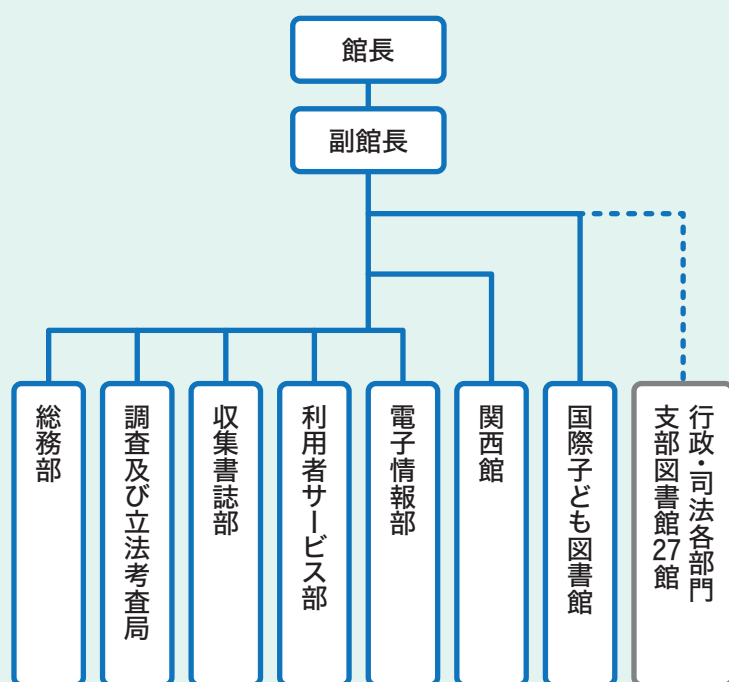 館長
副館長
総務部
調査及び立法考査局
収集書誌部
利用者サービス部
電子情報部
関西館
国際子ども図書館
行政・司法各部門
支部図書館27館